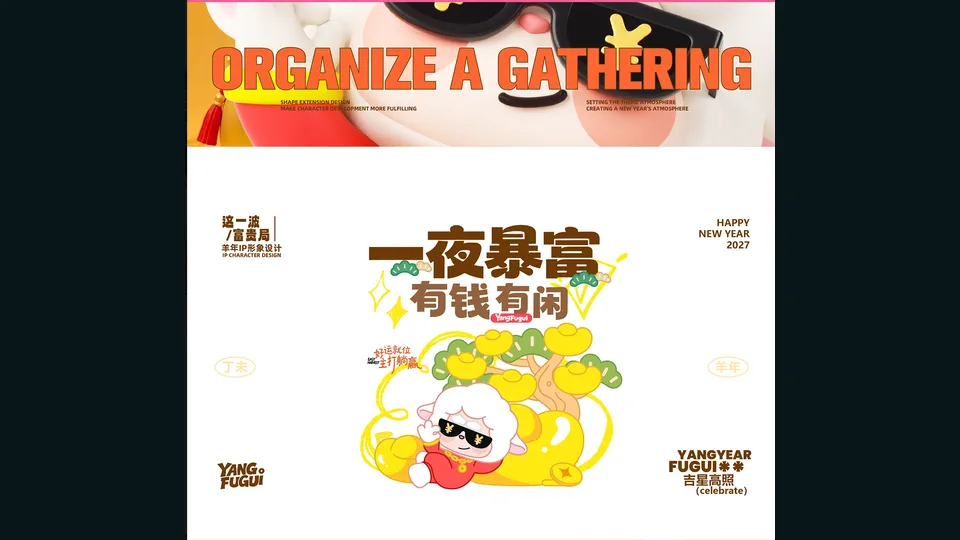 ORGANIZE A GATHERING
SHAPE EXTENSION DESIGN
MAKE CHARACTER DEVELOPMENT MORE FULFILLING
SETTING THE THEME ATMOSPHERE
CREATING A NEW YEAR'S ATMOSPHERE
这一波
/富贵局
羊年IP形象设计
IP CHARACTER DESIGN
HAPPY
NEW YEAR
2027
一夜暴富
有钱有闲
YangFugui
好运就位
主打躺赢
丁未
羊年
YANG
FUGUI
YANGYEAR
FUGUI**
吉星高照
(celebrate)